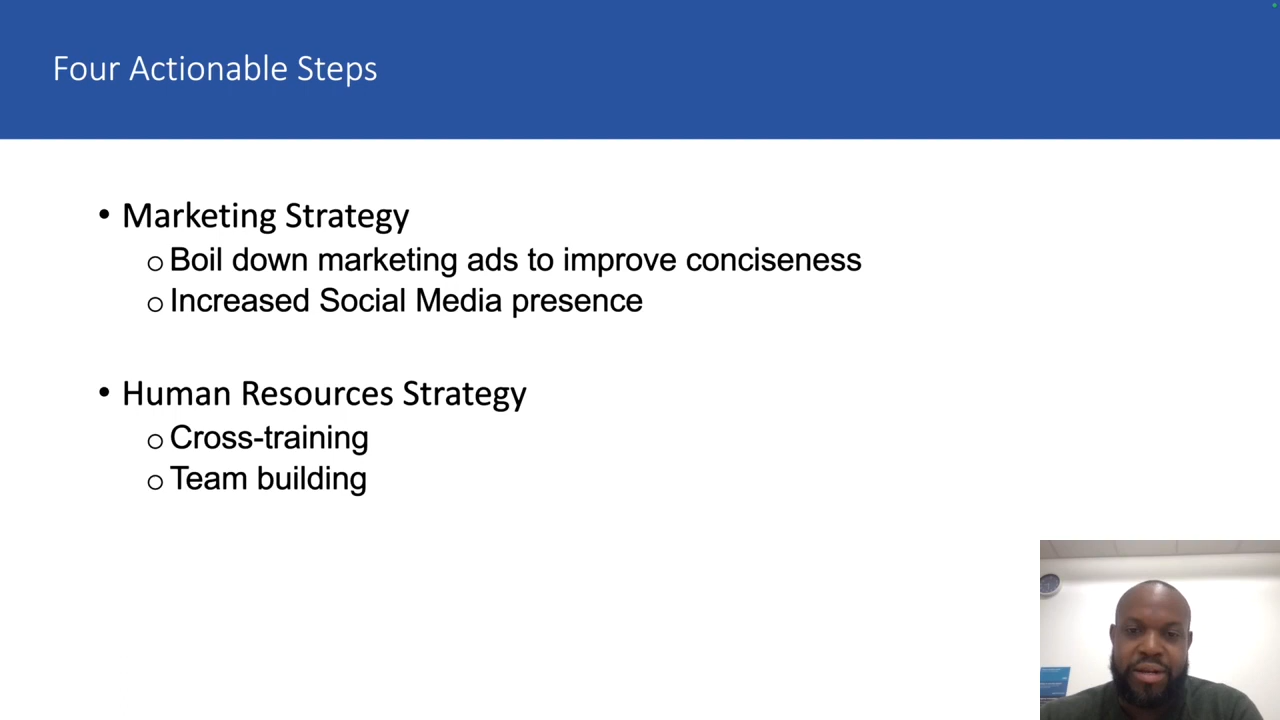 Four Actionable Steps
• Marketing Strategy
o Boil down marketing ads to improve conciseness
o Increased Social Media presence
• Human Resources Strategy
o Cross-training
o Team building